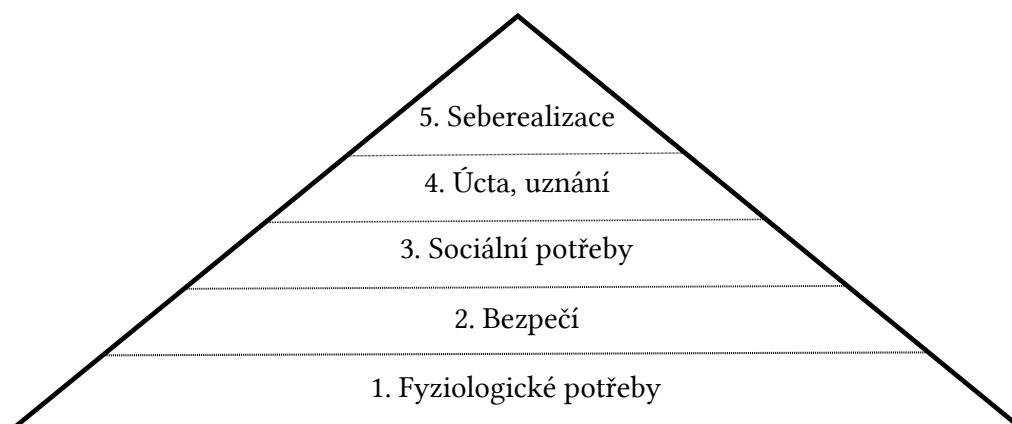 5. Seberealizace
4. Úcta, uznání
3. Sociální potřeby
2. Bezpečí
1. Fyziologické potřeby